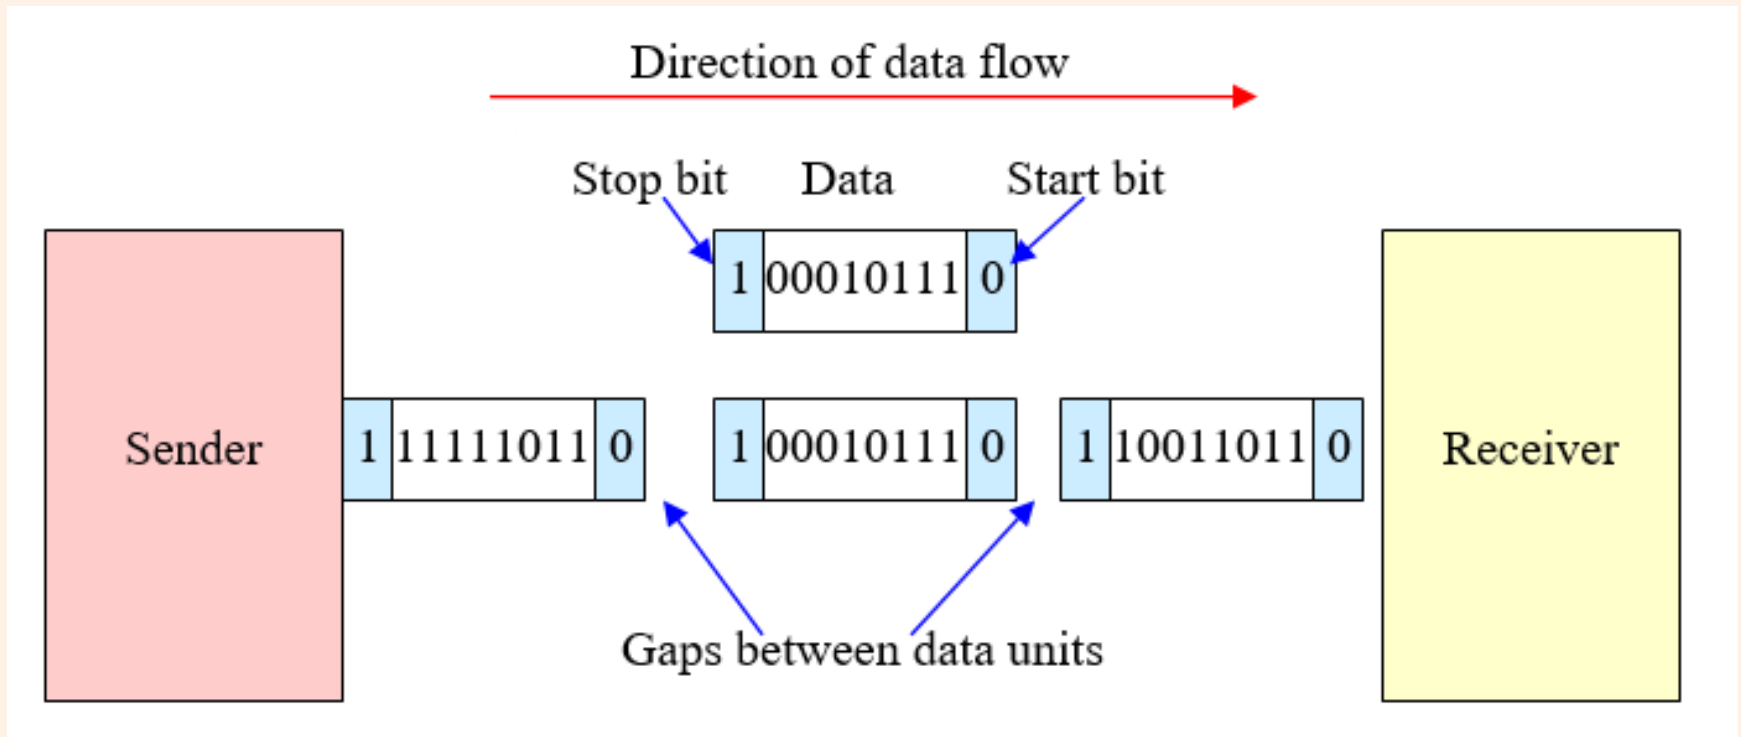 Direction of data flow
Stop bit Data Start bit
1 00010111 0
Sender 1 11111011 0 1 00010111 0 1 10011011 0 Receiver
Gaps between data units